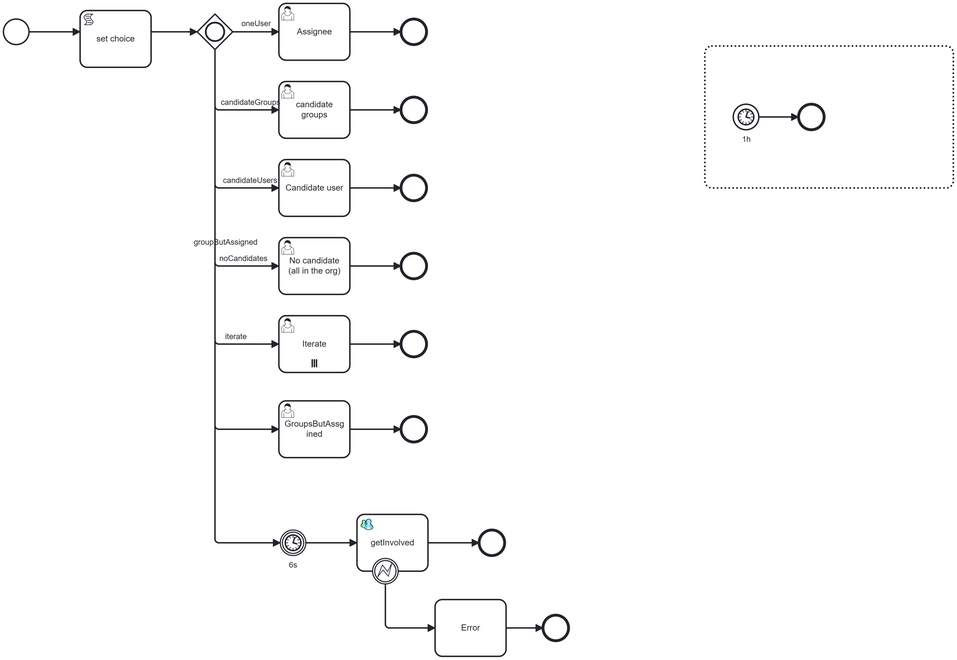 set choice
oneUser
Assignee
candidateGroups
candidate
groups
1h
candidateUsers
Candidate user
groupButAssigned
noCandidates
No candidate
(all in the org)
iterate
Iterate
GroupsButAssg
ined
6s
getInvolved
Error